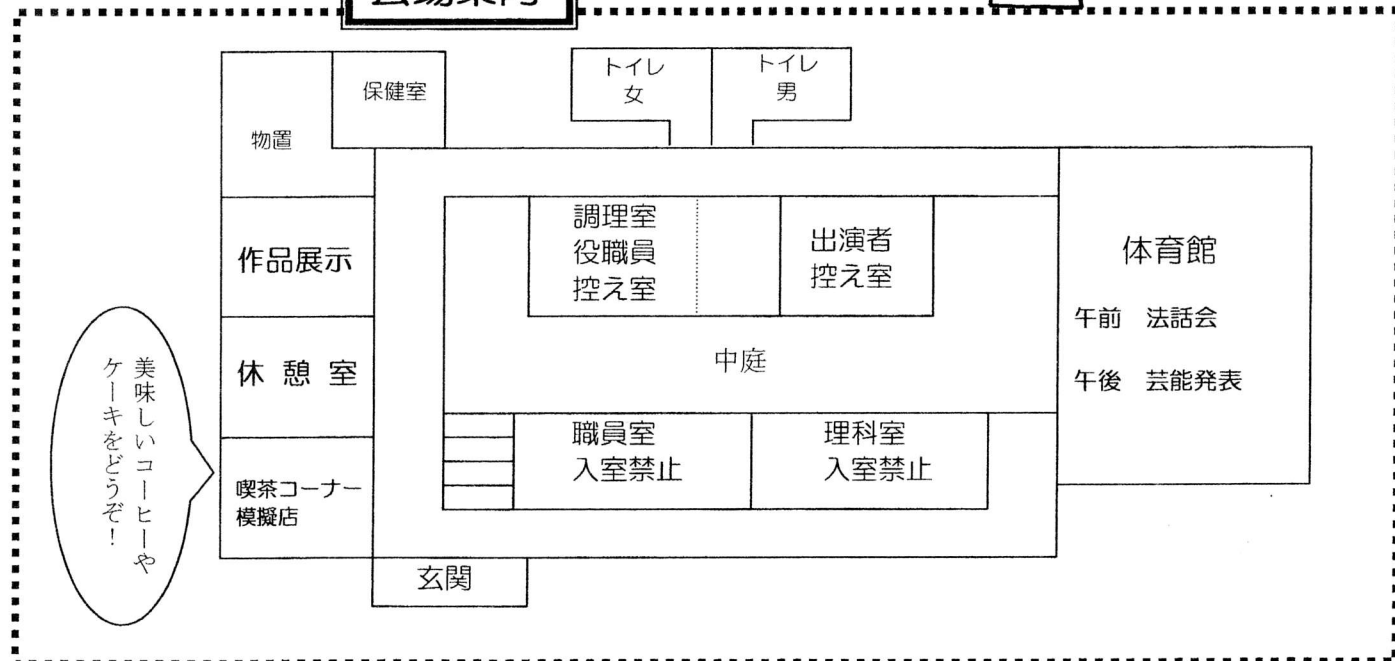 会場案内
保健室
物置
トイレ
女
トイレ
男
作品展示
調理室
役職員
控え室
出演者
控え室
体育館
午前 法話会
午後 芸能発表
休憩室
中庭
美味しいコーヒーや
ケーキをどうぞ！
喫茶コーナー
模擬店
職員室
入室禁止
理科室
入室禁止
玄関